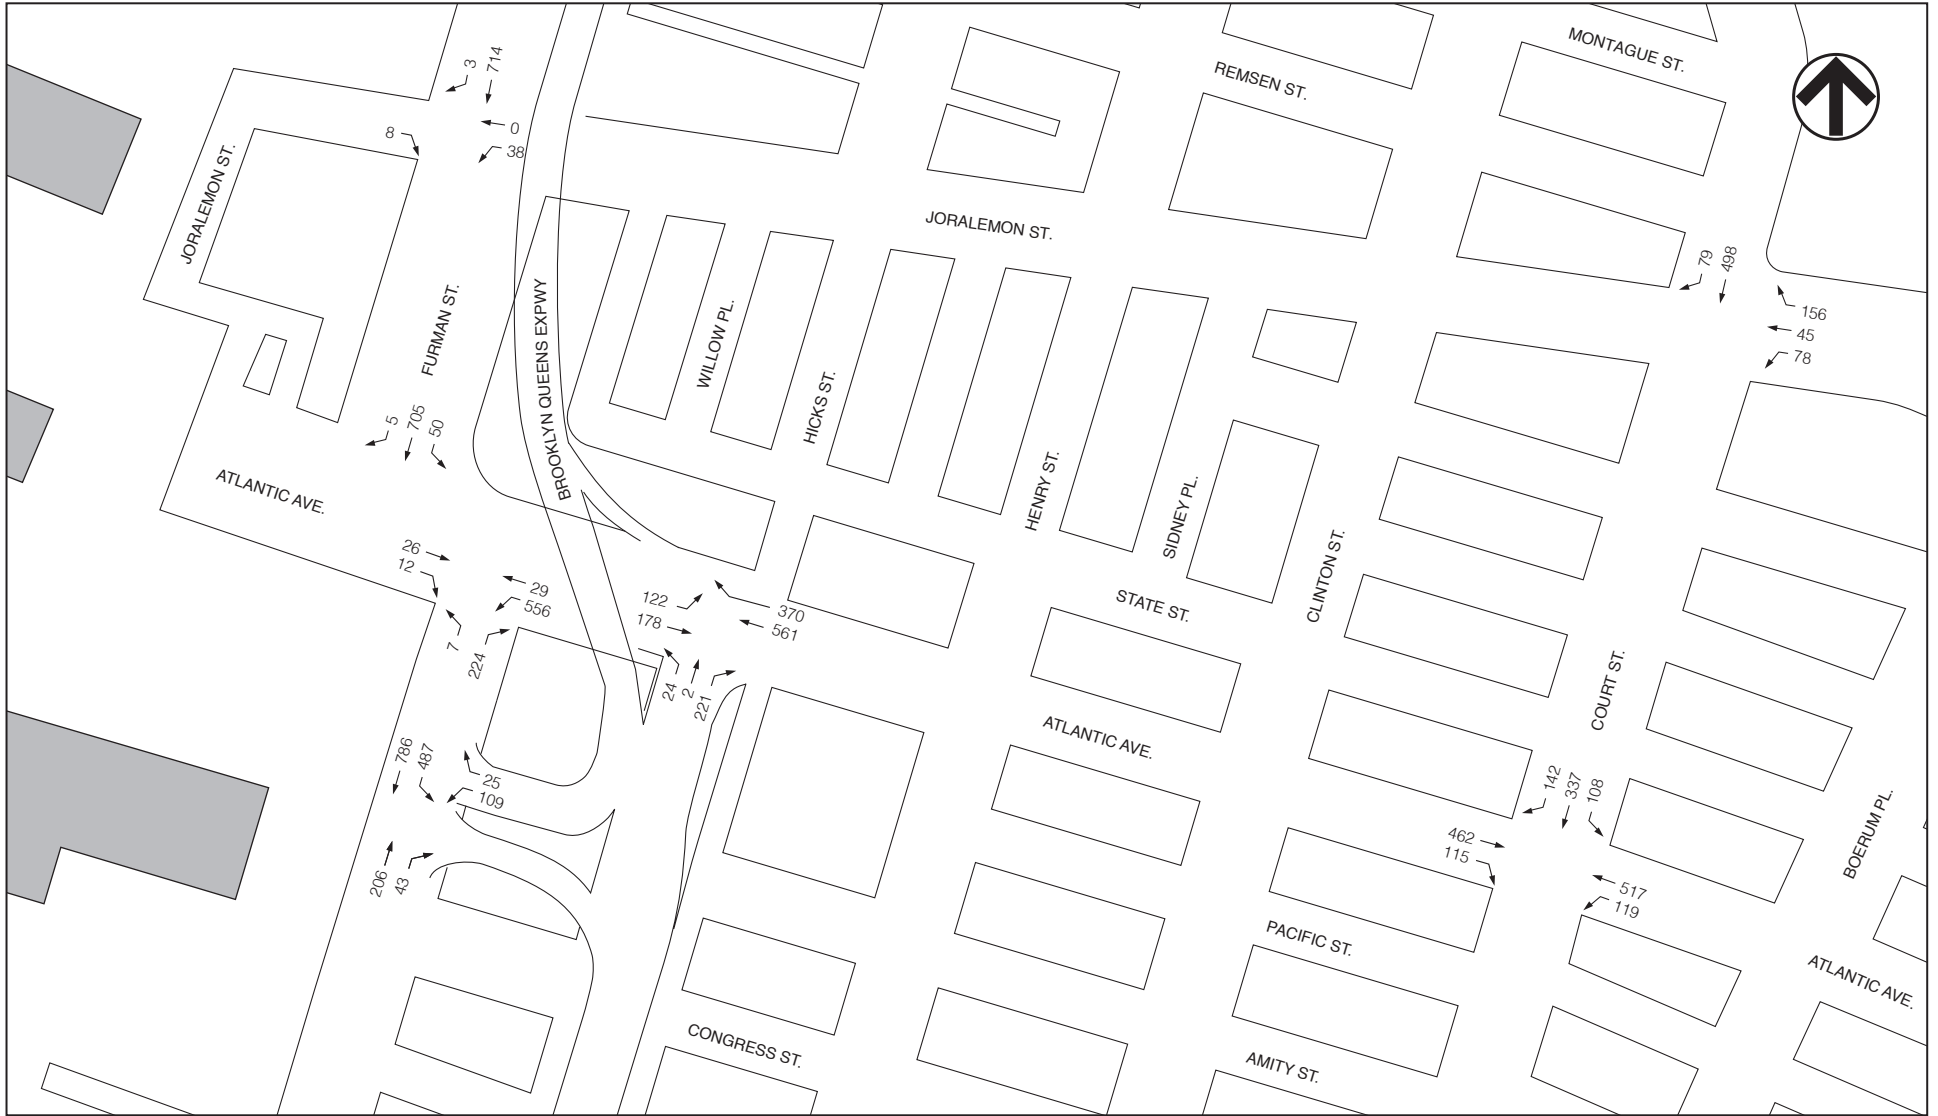 MONTAGUE ST.
REMSEN ST.
3
714
8
0
38
JORALEMON ST.
JORALEMON ST.
79
498
156
45
78
FURMAN ST.
BROOKLYN QUEENS EXPWY
WILLOW PL.
HICKS ST.
5
705
50
ATLANTIC AVE.
HENRY ST.
SIDNEY PL.
CLINTON ST.
26
12
29
556
122
178
370
561
STATE ST.
7
224
24
2
221
COURT ST.
ATLANTIC AVE.
786
487
25
109
142
337
108
BOERUM PL.
462
115
206
43
517
119
PACIFIC ST.
ATLANTIC AVE.
CONGRESS ST.
AMITY ST.